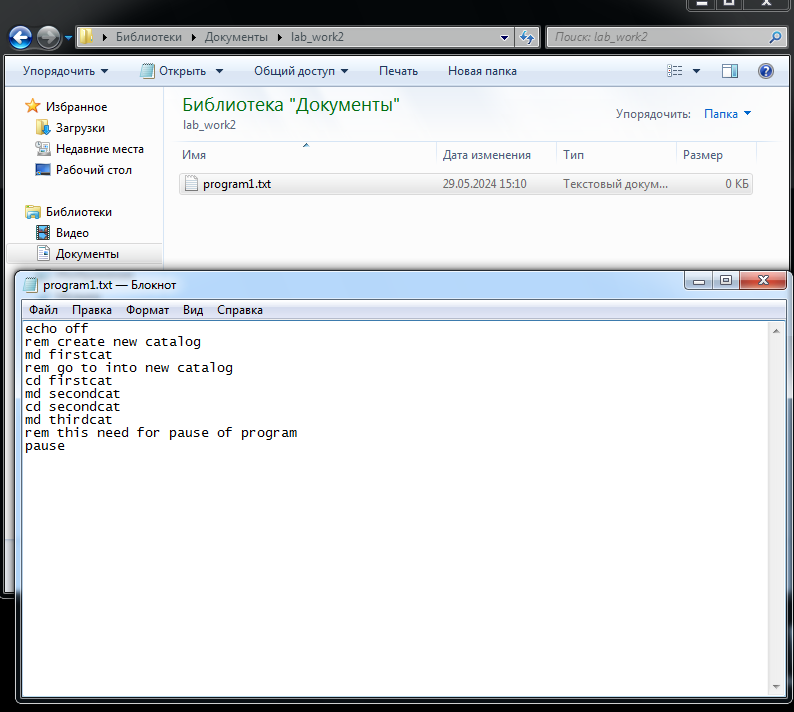 Библиотеки Документы lab_work2
Поиск: lab_work2
Упорядочить Открыть Общий доступ Печать Новая папка
Избранное
Загрузки
Недавние места
Рабочий стол
Библиотеки
Видео
Документы
Библиотека "Документы"
lab_work2
Упорядочить: Папка
Имя Дата изменения Тип Размер
program1.txt 29.05.2024 15:10 Текстовый докум... 0 КБ
program1.txt — Блокнот
Файл Правка Формат Вид Справка
echo off
rem create new catalog
md firstcat
rem go to into new catalog
cd firstcat
md secondcat
cd secondcat
md thirdcat
rem this need for pause of program
pause